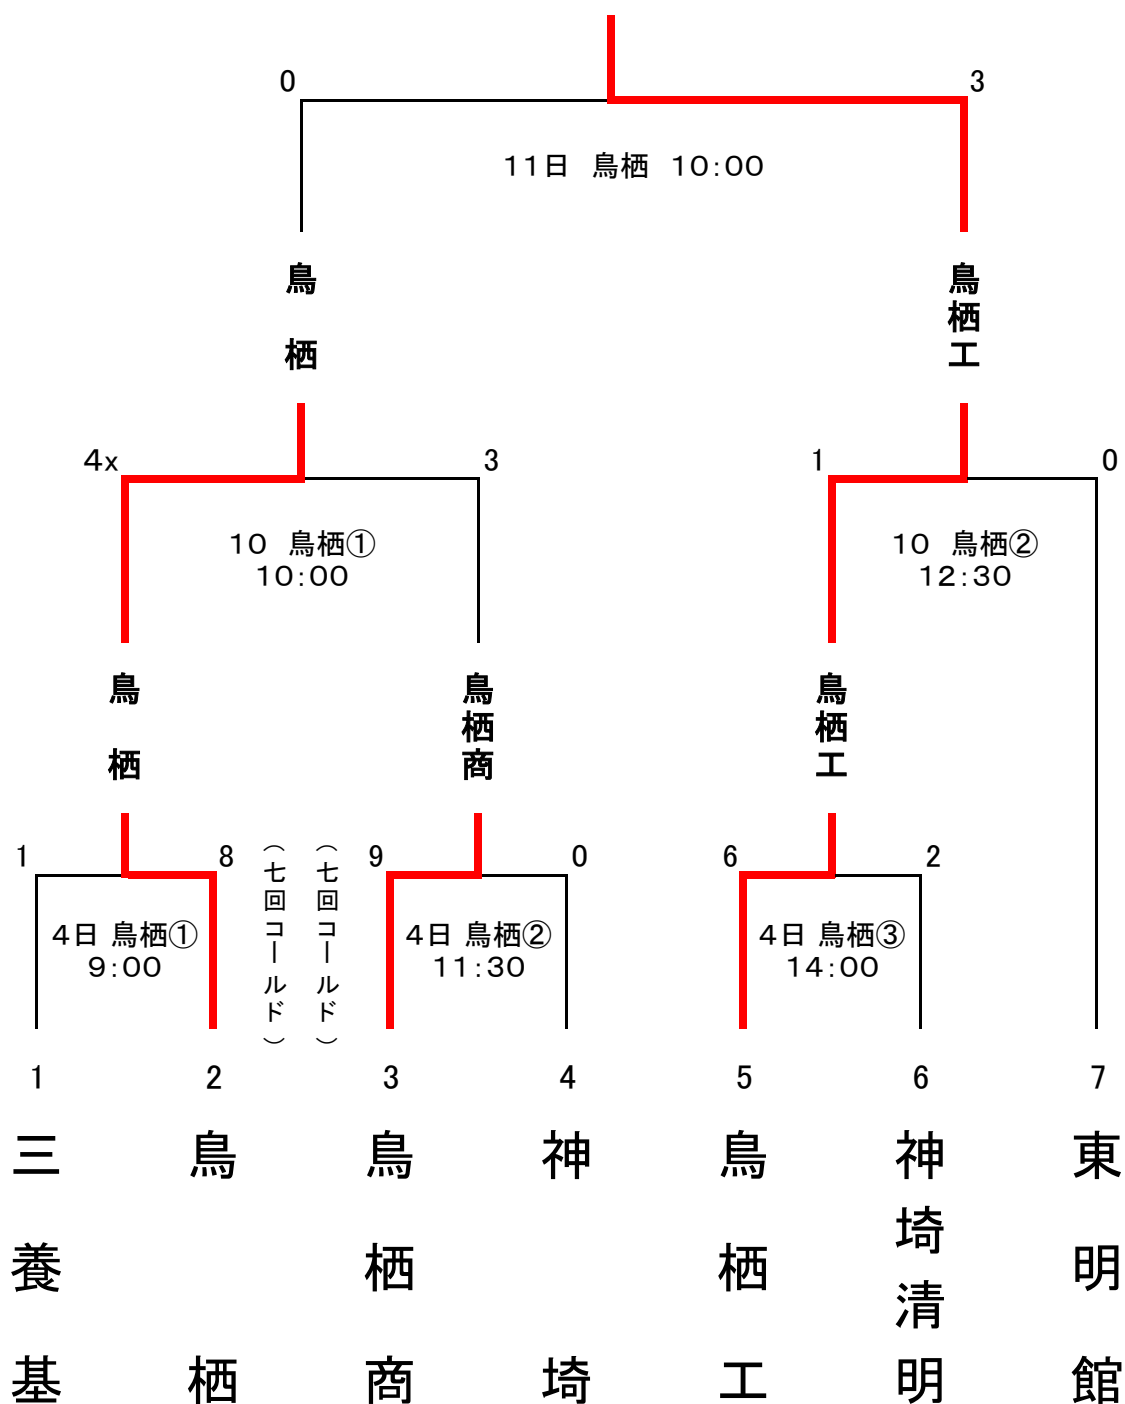 0
3
11日 鳥栖 10:00
鳥栖
鳥栖工
4x
3
1
0
10 鳥栖①
10:00
10 鳥栖②
12:30
鳥栖
鳥栖商
鳥栖工
1
8
(七回コールド)
(七回コールド)
9
0
6
2
4日 鳥栖①
9:00
4日 鳥栖②
11:30
4日 鳥栖③
14:00
1
2
3
4
5
6
7
三養基
鳥栖
鳥栖商
神埼
鳥栖工
神埼清明
東明館